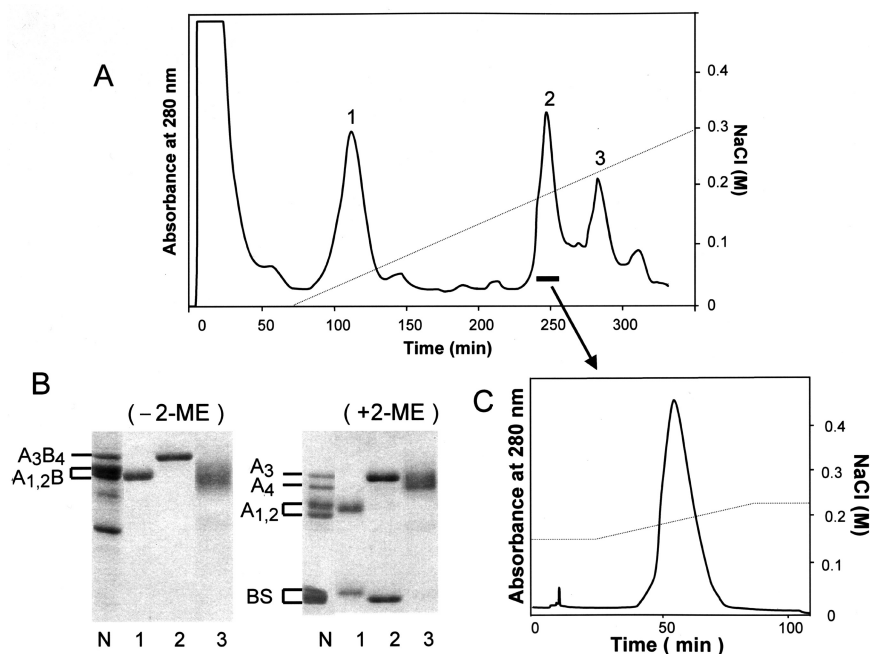 A
Absorbance at 280 nm
1
2
3
0.4
0.3
0.2
0.1
0
NaCl (M)
0 50 100 150 200 250 300
Time (min)
B
( – 2-ME )
A₃B₄
A₁,₂B
N 1 2 3
( +2-ME )
A₃
A₄
A₁,₂
BS
N 1 2 3
C
Absorbance at 280 nm
0.4
0.3
0.2
0.1
0
NaCl (M)
0 50 100
Time ( min )